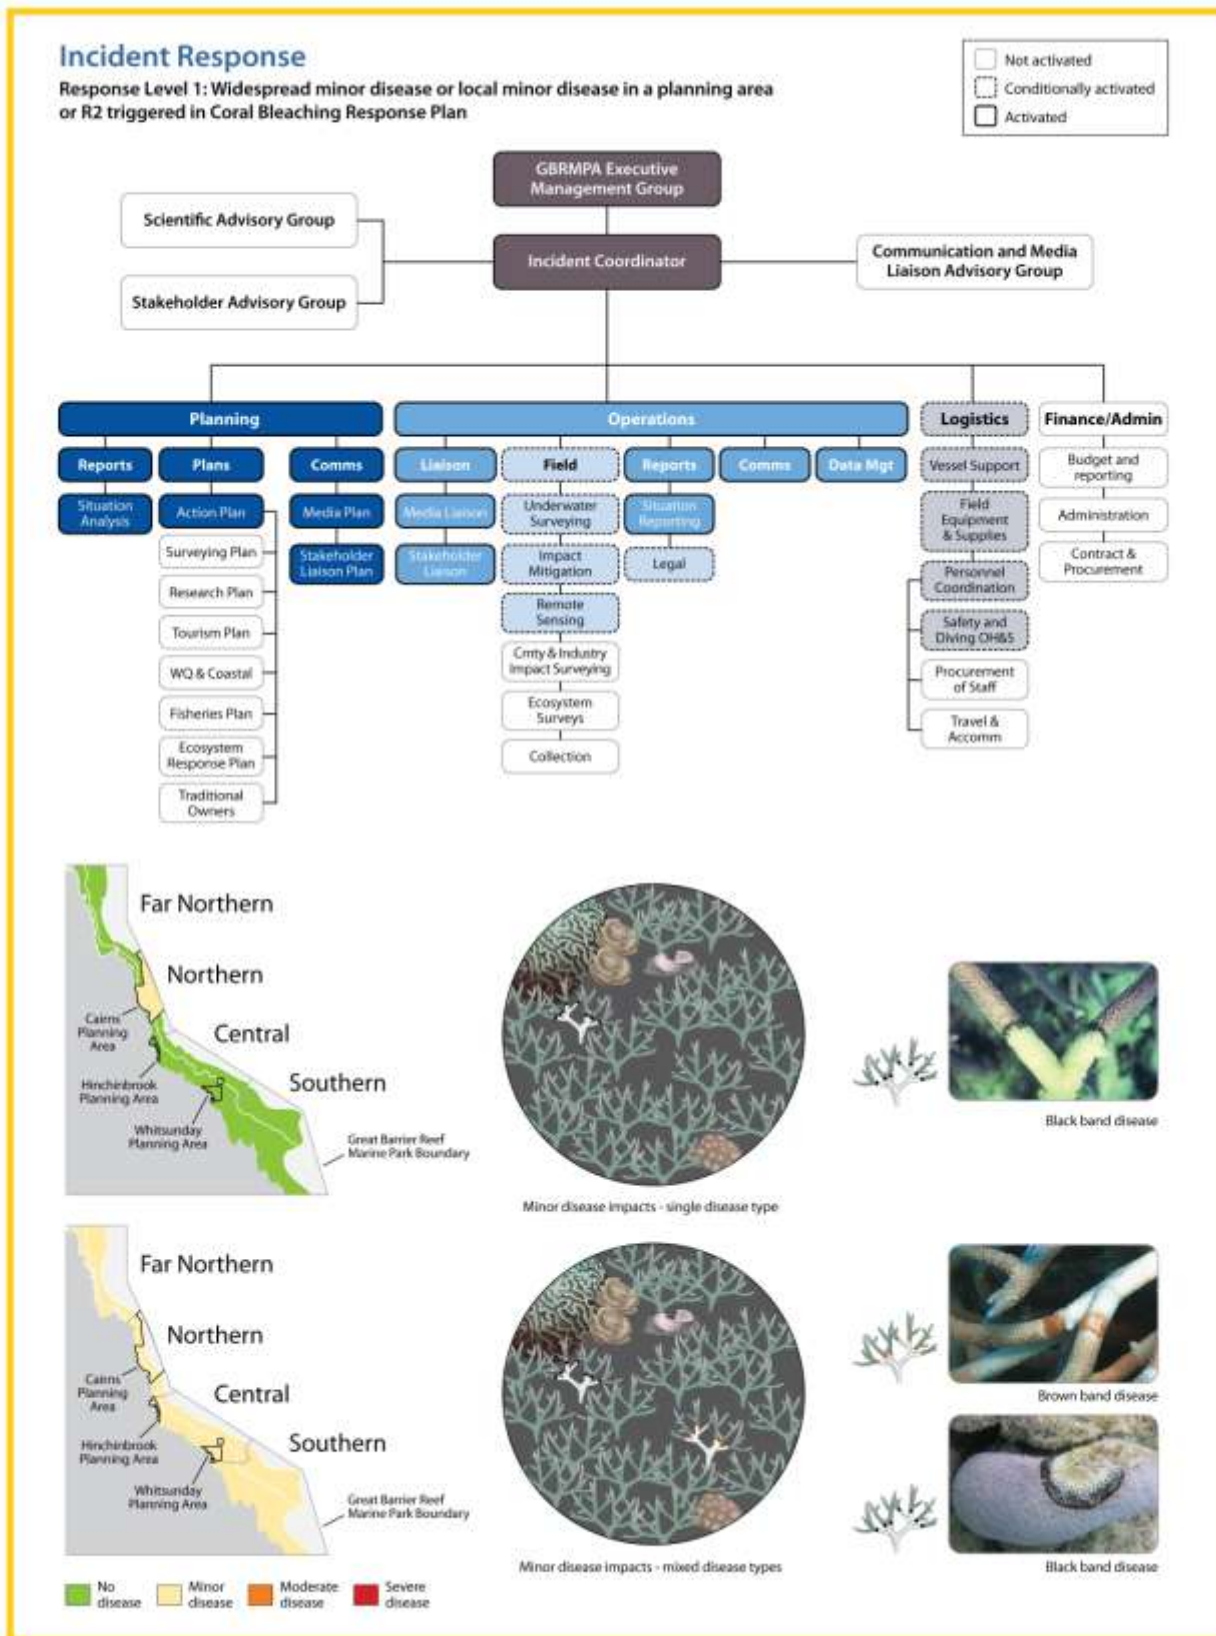 Incident Response
Response Level 1: Widespread minor disease or local minor disease in a planning area
or R2 triggered in Coral Bleaching Response Plan
Not activated
Conditionally activated
Activated
GBRMPA Executive
Management Group
Scientific Advisory Group
Incident Coordinator
Communication and Media
Liaison Advisory Group
Stakeholder Advisory Group
Planning
Operations
Logistics
Finance/Admin
Reports
Plans
Comms
Liaison
Field
Reports
Comms
Data Mgt
Vessel Support
Budget and
reporting
Situation
Analysis
Action Plan
Media Plan
Media Liaison
Underwater
Surveying
Situation
Reporting
Field
Equipment
& Supplies
Administration
Surveying Plan
Stakeholder
Liaison Plan
Stakeholder
Liaison
Impact
Mitigation
Legal
Personnel
Coordination
Contract &
Procurement
Research Plan
Remote
Sensing
Safety and
Diving OH&S
Tourism Plan
Cmty & Industry
Impact Surveying
Procurement
of Staff
WQ & Coastal
Ecosystem
Surveys
Travel &
Accomm
Fisheries Plan
Collection
Ecosystem
Response Plan
Traditional
Owners
Far Northern
Northern
Cairns
Planning
Area
Central
Hinchinbrook
Planning Area
Southern
Whitsunday
Planning Area
Great Barrier Reef
Marine Park Boundary
Minor disease impacts - single disease type
Black band disease
Far Northern
Northern
Cairns
Planning
Area
Central
Hinchinbrook
Planning Area
Southern
Whitsunday
Planning Area
Great Barrier Reef
Marine Park Boundary
Minor disease impacts - mixed disease types
Brown band disease
Black band disease
No
disease
Minor
disease
Moderate
disease
Severe
disease